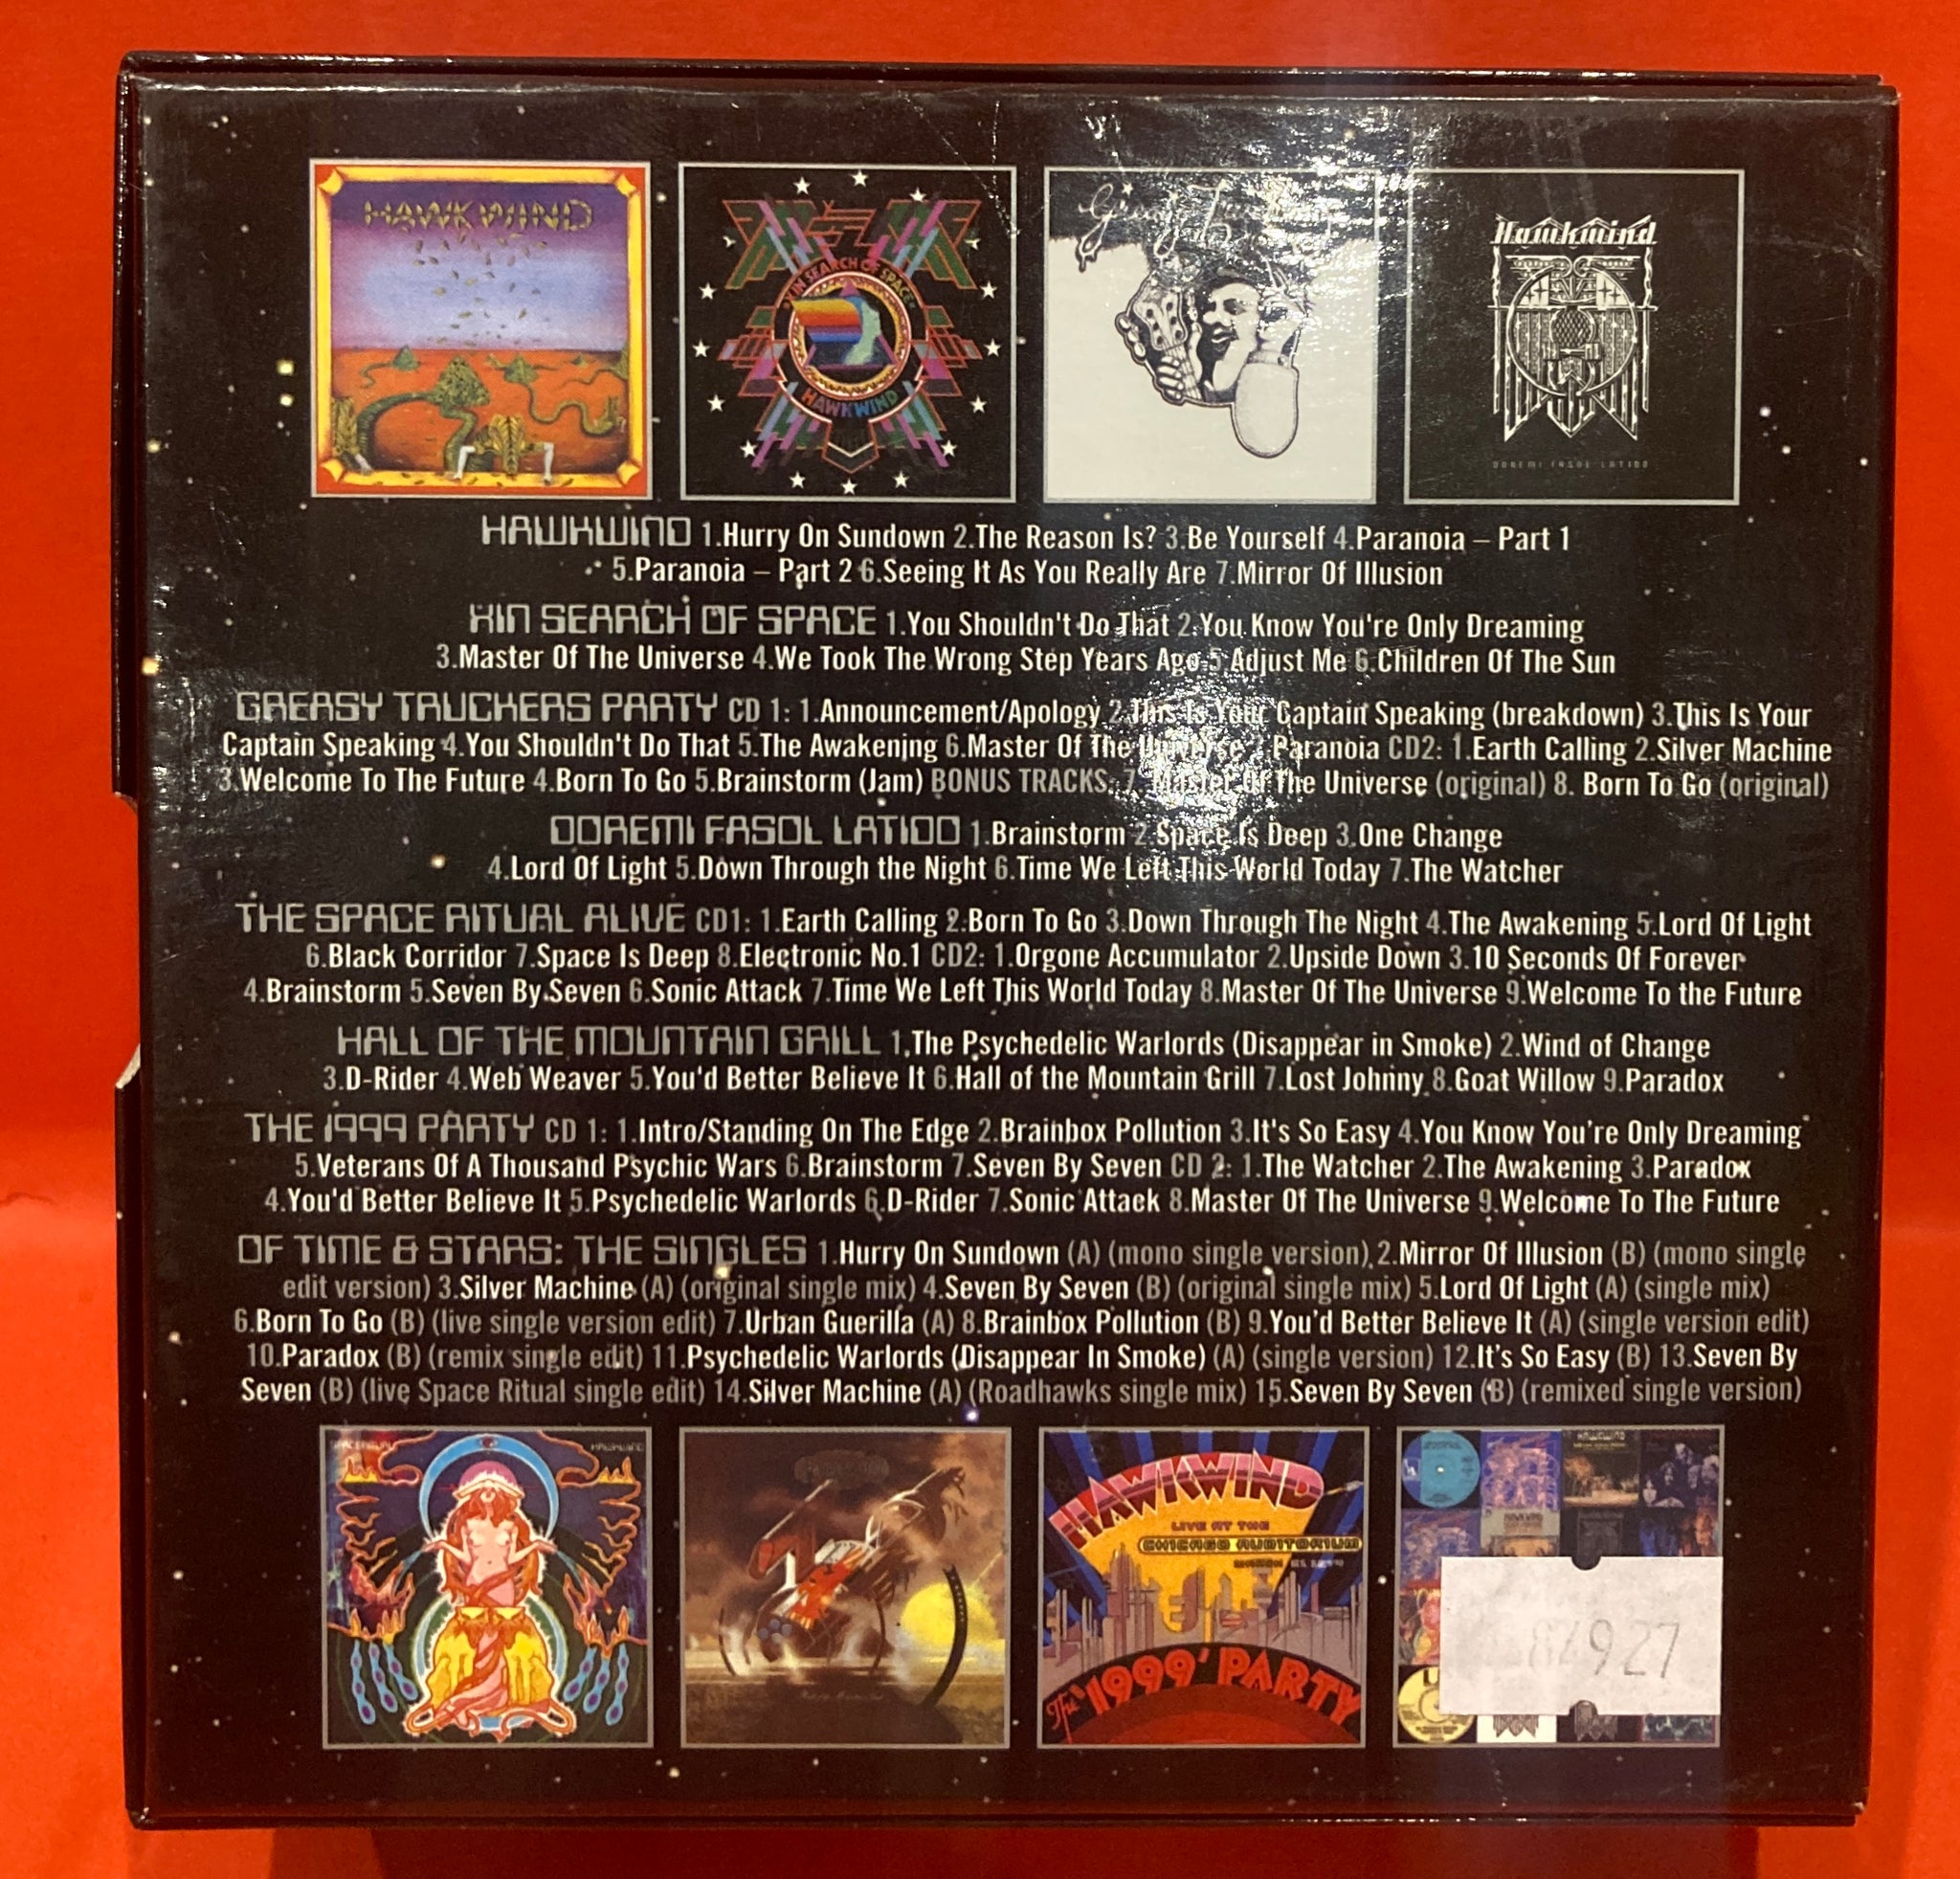 HAWKWIND
X IN SEARCH OF SPACE
HAWKWIND
Hawkwind
DOREMI FASOL LATIDO
HAWKWIND 1.Hurry On Sundown 2.The Reason Is? 3.Be Yourself 4.Paranoia – Part 1
5.Paranoia – Part 2 6.Seeing It As You Really Are 7.Mirror Of Illusion
XIN SEARCH OF SPACE 1.You Shouldn't Do That 2.You Know You're Only Dreaming
3.Master Of The Universe 4.We Took The Wrong Step Years Ago 5.Adjust Me 6.Children Of The Sun
GREASY TRUCKERS PARTY CD 1: 1.Announcement/Apology 2.This Is Your Captain Speaking (breakdown) 3.This Is Your
Captain Speaking 4.You Shouldn't Do That 5.The Awakening 6.Master Of The Universe 7.Paranoia CD2: 1.Earth Calling 2.Silver Machine
3.Welcome To The Future 4.Born To Go 5.Brainstorm (Jam) BONUS TRACKS: 7. Master Of The Universe (original) 8. Born To Go (original)
DOREMI FASOL LATIDO 1.Brainstorm 2.Space Is Deep 3.One Change
4.Lord Of Light 5.Down Through the Night 6.Time We Left This World Today 7.The Watcher
THE SPACE RITUAL ALIVE CD1: 1.Earth Calling 2.Born To Go 3.Down Through The Night 4.The Awakening 5.Lord Of Light
6.Black Corridor 7.Space Is Deep 8.Electronic No.1 CD2: 1.Orgone Accumulator 2.Upside Down 3.10 Seconds Of Forever
4.Brainstorm 5.Seven By Seven 6.Sonic Attack 7.Time We Left This World Today 8.Master Of The Universe 9.Welcome To the Future
HALL OF THE MOUNTAIN GRILL 1.The Psychedelic Warlords (Disappear in Smoke) 2.Wind of Change
3.D-Rider 4.Web Weaver 5.You'd Better Believe It 6.Hall of the Mountain Grill 7.Lost Johnny 8.Goat Willow 9.Paradox
THE 1999 PARTY CD 1: 1.Intro/Standing On The Edge 2.Brainbox Pollution 3.It's So Easy 4.You Know You're Only Dreaming
5.Veterans Of A Thousand Psychic Wars 6.Brainstorm 7.Seven By Seven CD 2: 1.The Watcher 2.The Awakening 3.Paradox
4.You'd Better Believe It 5.Psychedelic Warlords 6.D-Rider 7.Sonic Attack 8.Master Of The Universe 9.Welcome To The Future
OF TIME & STARS: THE SINGLES 1.Hurry On Sundown (A) (mono single version) 2.Mirror Of Illusion (B) (mono single
edit version) 3.Silver Machine (A) (original single mix) 4.Seven By Seven (B) (original single mix) 5.Lord Of Light (A) (single mix)
6.Born To Go (B) (live single version edit) 7.Urban Guerilla (A) 8.Brainbox Pollution (B) 9.You'd Better Believe It (A) (single version edit)
10.Paradox (B) (remix single edit) 11.Psychedelic Warlords (Disappear In Smoke) (A) (single version) 12.It's So Easy (B) 13.Seven By
Seven (B) (live Space Ritual single edit) 14.Silver Machine (A) (Roadhawks single mix) 15.Seven By Seven (B) (remixed single version)
SPACE RITUAL HAWKWIND
HAWKWIND
LIVE AT THE
CHICAGO AUDITORIUM
The '1999' PARTY
HAWKWIND
84927